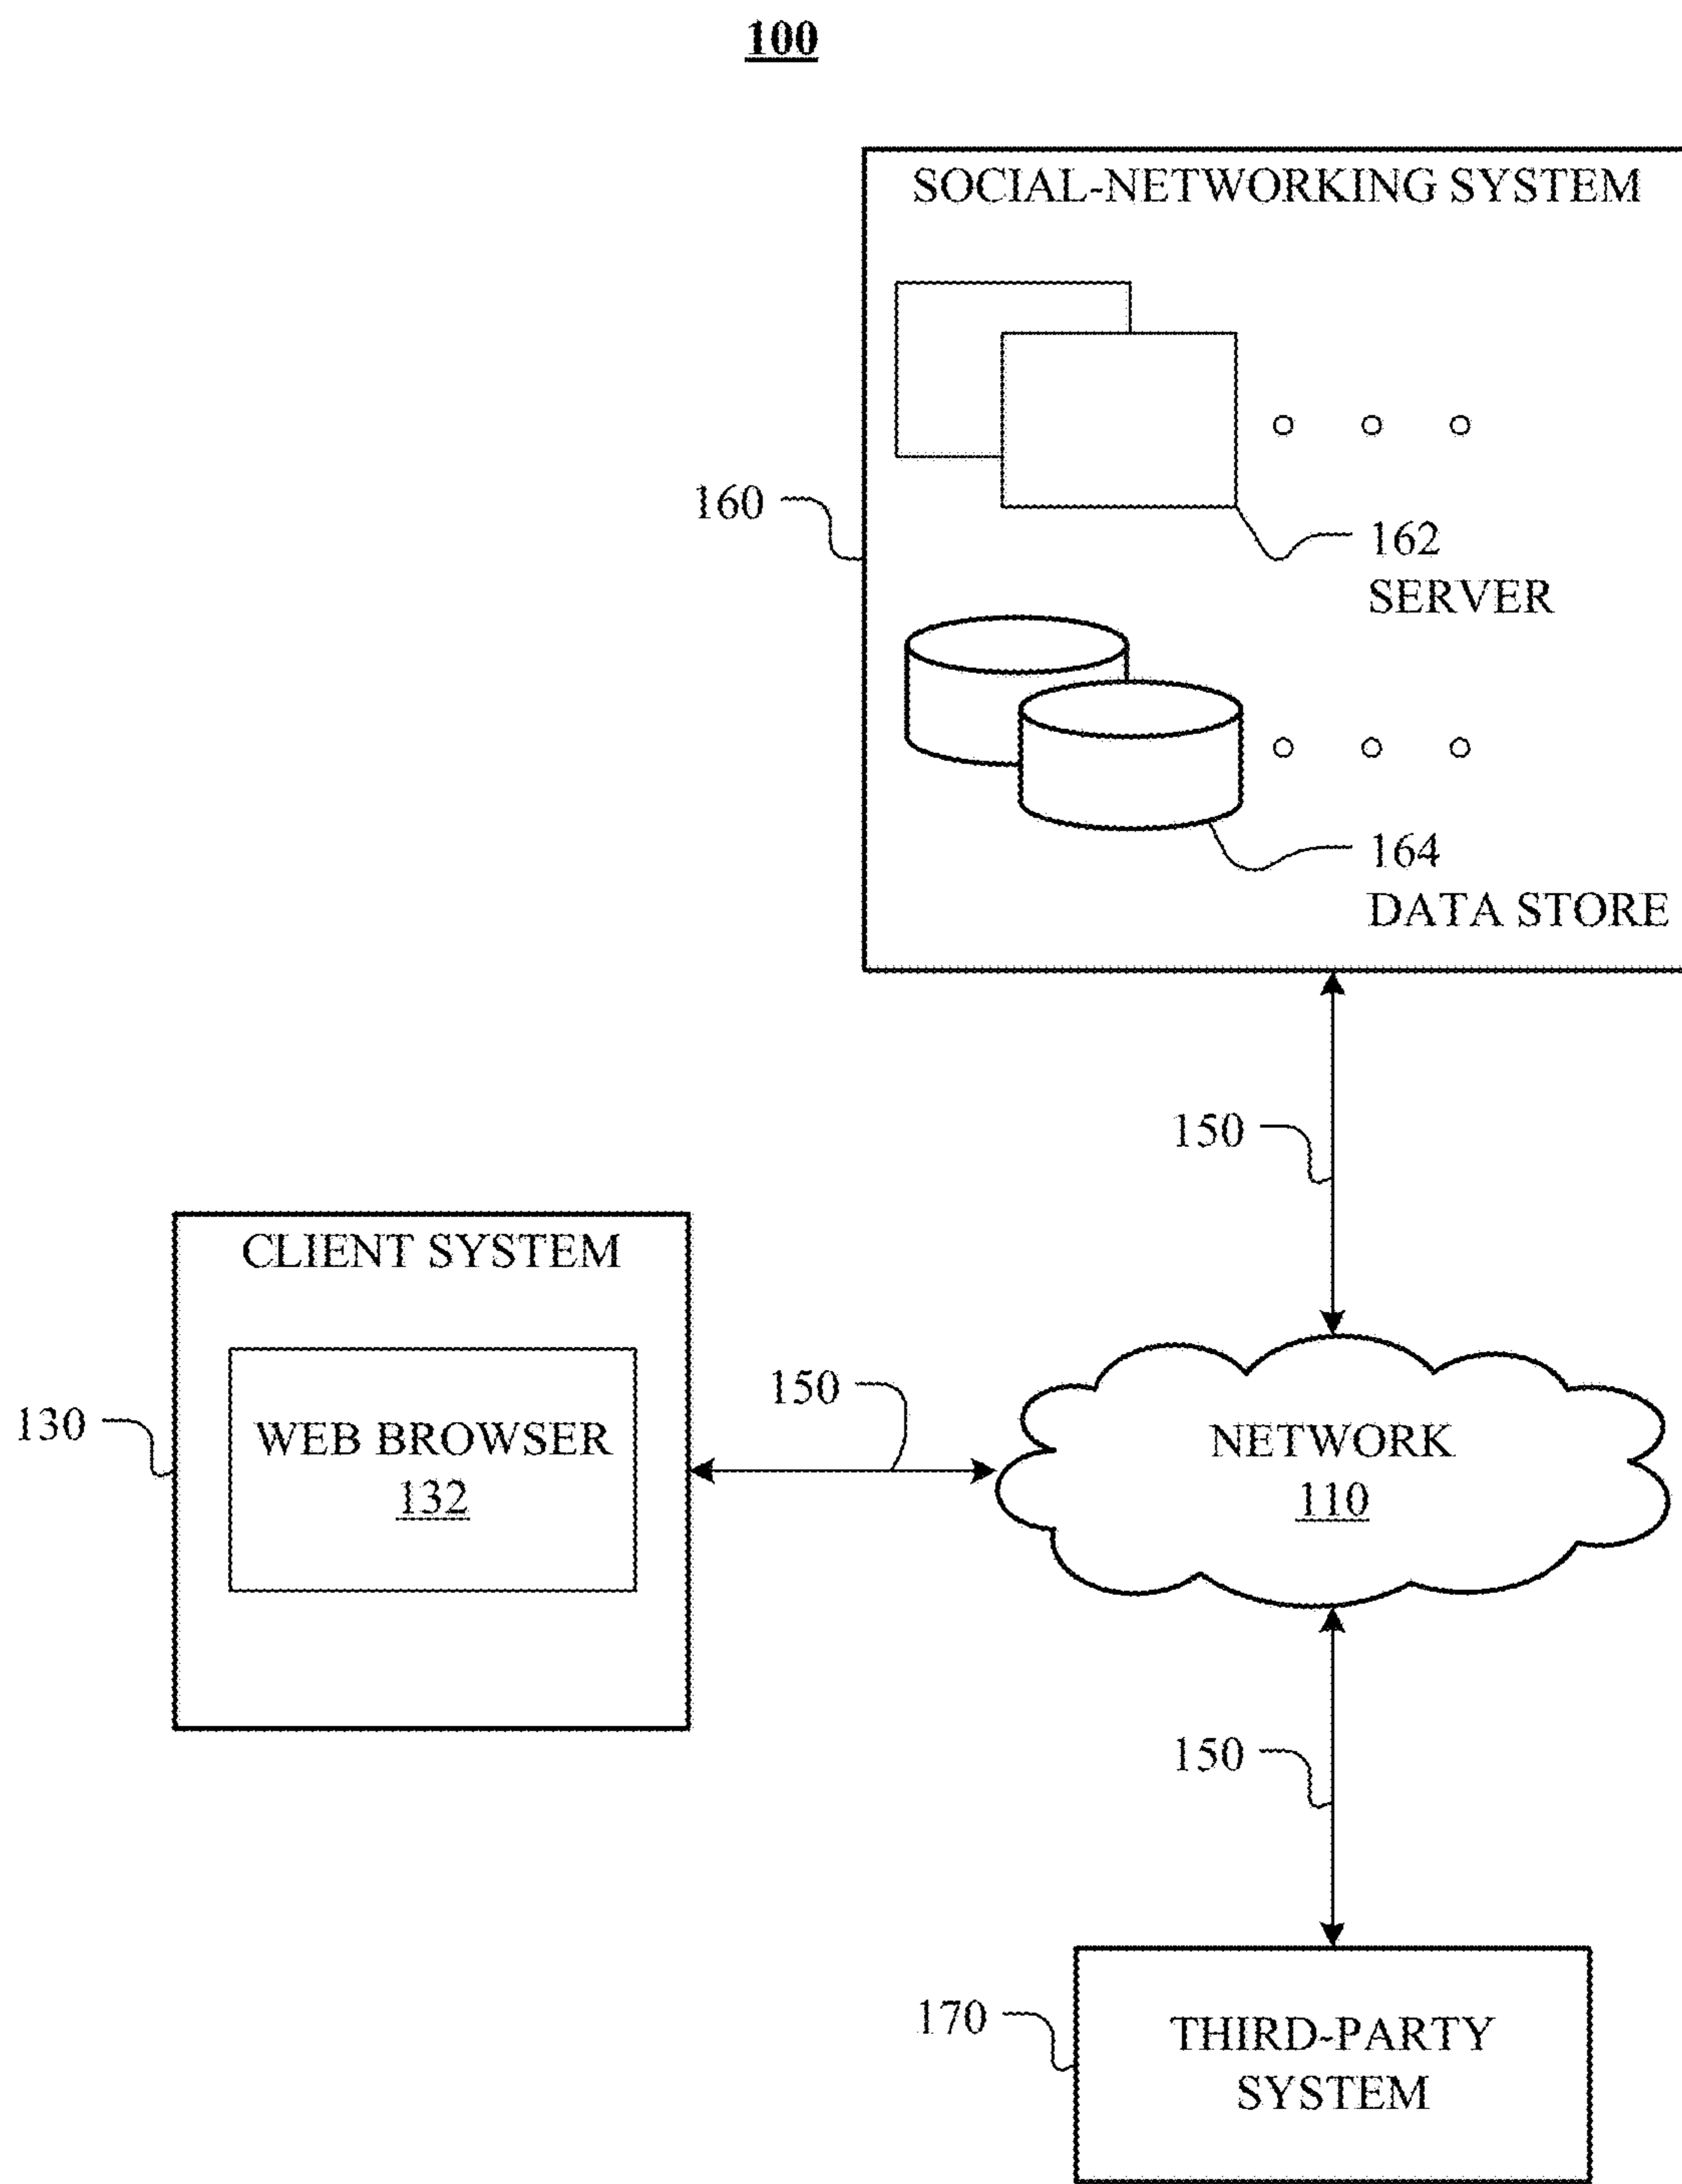 100
SOCIAL-NETWORKING SYSTEM
160
162
SERVER
164
DATA STORE
150
CLIENT SYSTEM
WEB BROWSER
132
130
150
NETWORK
110
150
170
THIRD-PARTY
SYSTEM